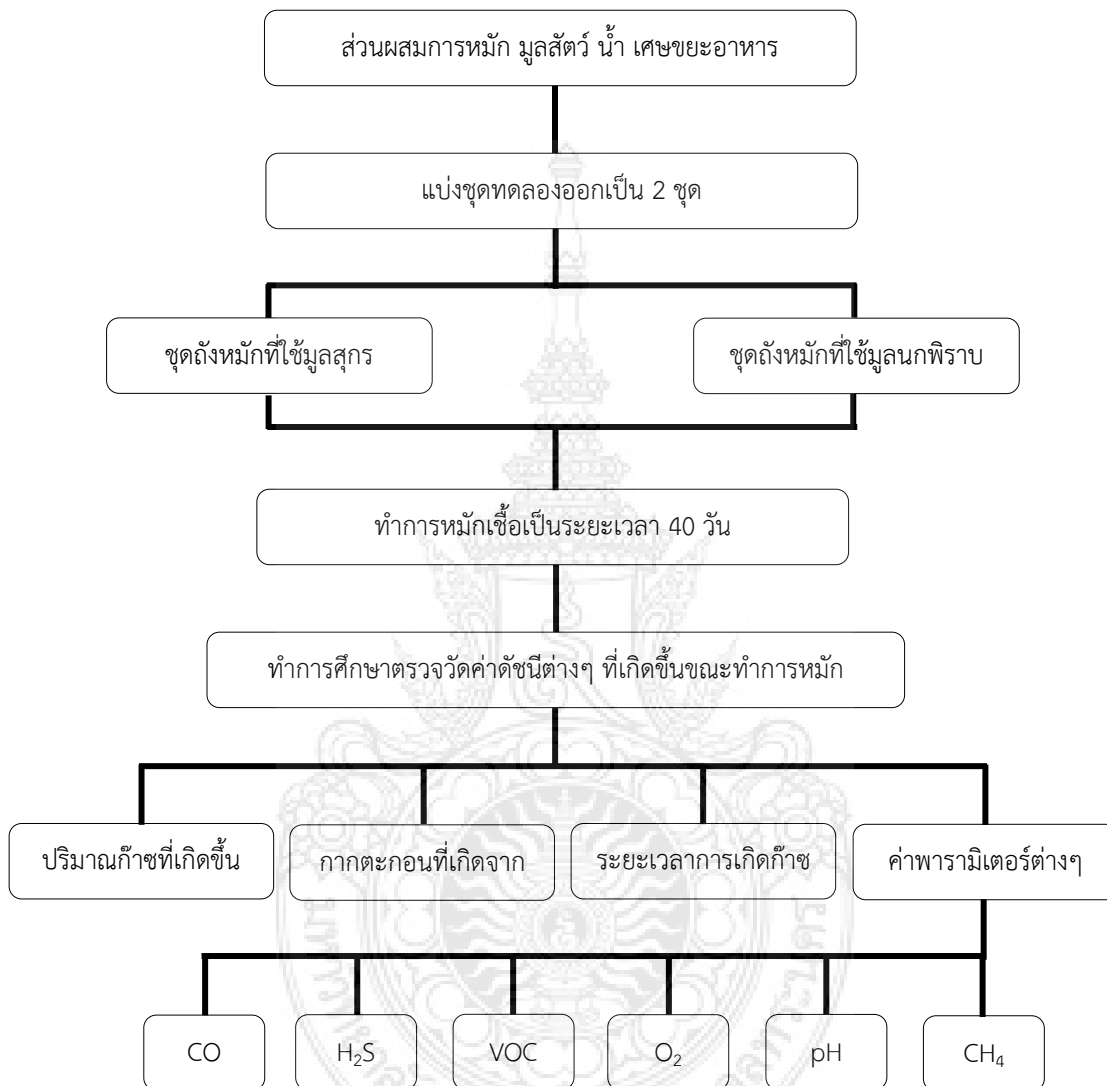 ส่วนผสมการหมัก มูลสัตว์ น้ำ เศษขยะอาหาร
แบ่งชุดทดลองออกเป็น 2 ชุด
ชุดถังหมักที่ใช้มูลสุกร
ชุดถังหมักที่ใช้มูลนกพิราบ
ทำการหมักเชื้อเป็นระยะเวลา 40 วัน
ทำการศึกษาตรวจวัดค่าดัชนีต่างๆ ที่เกิดขึ้นขณะทำการหมัก
ปริมาณก๊าซที่เกิดขึ้น
กากตะกอนที่เกิดจาก
ระยะเวลาการเกิดก๊าซ
ค่าพารามิเตอร์ต่างๆ
CO
H₂S
VOC
O₂
pH
CH₄